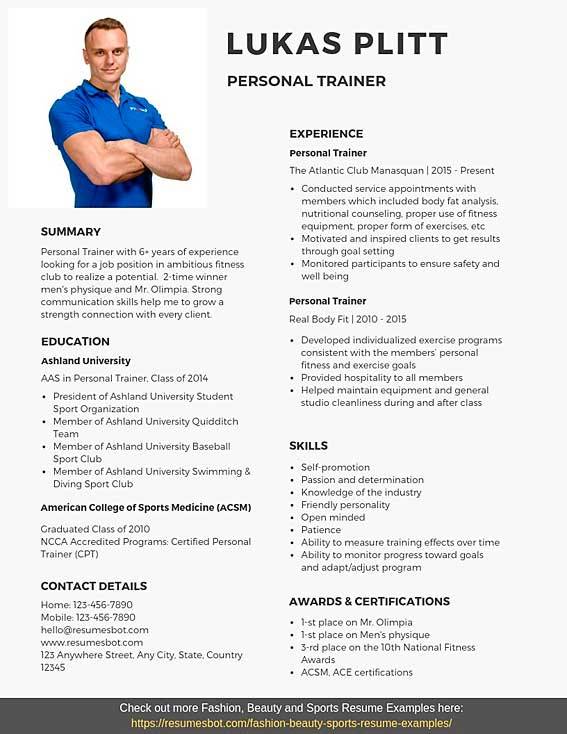 LUKAS PLITT
PERSONAL TRAINER
SUMMARY
Personal Trainer with 6+ years of experience
looking for a job position in ambitious fitness
club to realize a potential. 2-time winner
men's physique and Mr. Olimpia. Strong
communication skills help me to grow a
strength connection with every client.
EDUCATION
Ashland University
AAS in Personal Trainer, Class of 2014
• President of Ashland University Student
Sport Organization
• Member of Ashland University Quidditch
Team
• Member of Ashland University Baseball
Sport Club
• Member of Ashland University Swimming &
Diving Sport Club
American College of Sports Medicine (ACSM)
Graduated Class of 2010
NCCA Accredited Programs: Certified Personal
Trainer (CPT)
CONTACT DETAILS
Home: 123-456-7890
Mobile: 123-456-7890
hello@resumesbot.com
www.resumesbot.com
123 Anywhere Street, Any City, State, Country
12345
EXPERIENCE
Personal Trainer
The Atlantic Club Manasquan | 2015 - Present
• Conducted service appointments with
members which included body fat analysis,
nutritional counseling, proper use of fitness
equipment, proper form of exercises, etc
• Motivated and inspired clients to get results
through goal setting
• Monitored participants to ensure safety and
well being
Personal Trainer
Real Body Fit | 2010 - 2015
• Developed individualized exercise programs
consistent with the members' personal
fitness and exercise goals
• Provided hospitality to all members
• Helped maintain equipment and general
studio cleanliness during and after class
SKILLS
• Self-promotion
• Passion and determination
• Knowledge of the industry
• Friendly personality
• Open minded
• Patience
• Ability to measure training effects over time
• Ability to monitor progress toward goals
and adapt/adjust program
AWARDS & CERTIFICATIONS
• 1-st place on Mr. Olimpia
• 1-st place on Men's physique
• 3-rd place on the 10th National Fitness
Awards
• ACSM, ACE certifications
Check out more Fashion, Beauty and Sports Resume Examples here:
https://resumesbot.com/fashion-beauty-sports-resume-examples/